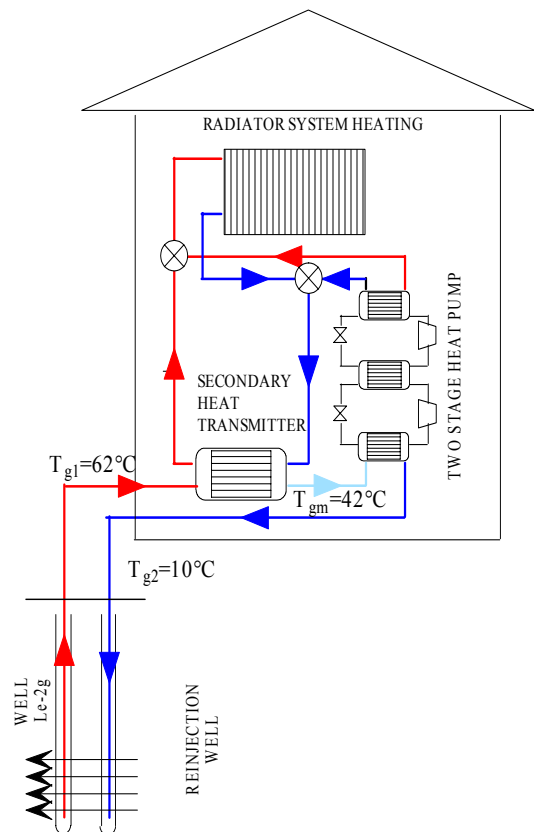 RADIATOR SYSTEM HEATING
SECONDARY
HEAT
TRANSMITTER
TWO STAGE HEAT PUMP
Tg1=62°C
Tgm=42°C
Tg2=10°C
WELL
Le-2g
REINJECTION
WELL